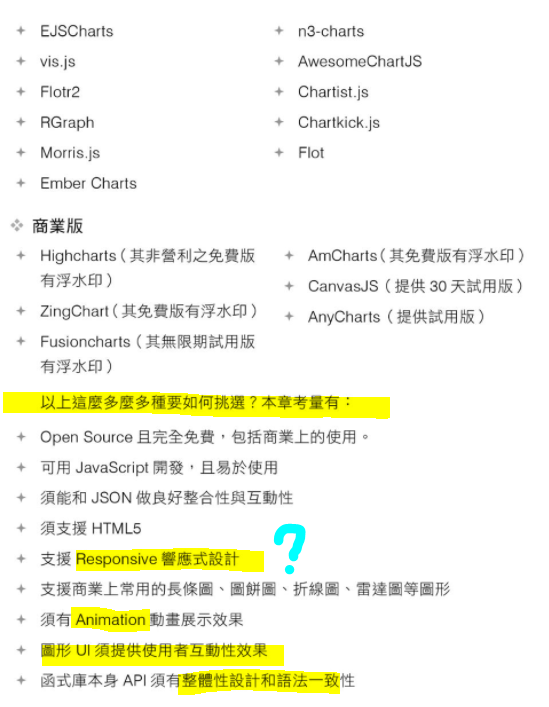 EJSCharts
vis.js
Flotr2
RGraph
Morris.js
Ember Charts
n3-charts
AwesomeChartJS
Chartist.js
Chartkick.js
Flot
商業版
Highcharts（其非營利之免費版
有浮水印）
ZingChart（其免費版有浮水印）
Fusioncharts（其無限期試用版
有浮水印）
AmCharts（其免費版有浮水印）
CanvasJS（提供 30 天試用版）
AnyCharts（提供試用版）
以上這麼多麼多種要如何挑選？本章考量有：
Open Source 且完全免費，包括商業上的使用。
可用 JavaScript 開發，且易於使用
須能和 JSON 做良好整合性與互動性
須支援 HTML5
支援 Responsive 響應式設計
?
支援商業上常用的長條圖、圖餅圖、折線圖、雷達圖等圖形
須有 Animation 動畫展示效果
圖形 UI 須提供使用者互動性效果
函式庫本身 API 須有整體性設計和語法一致性